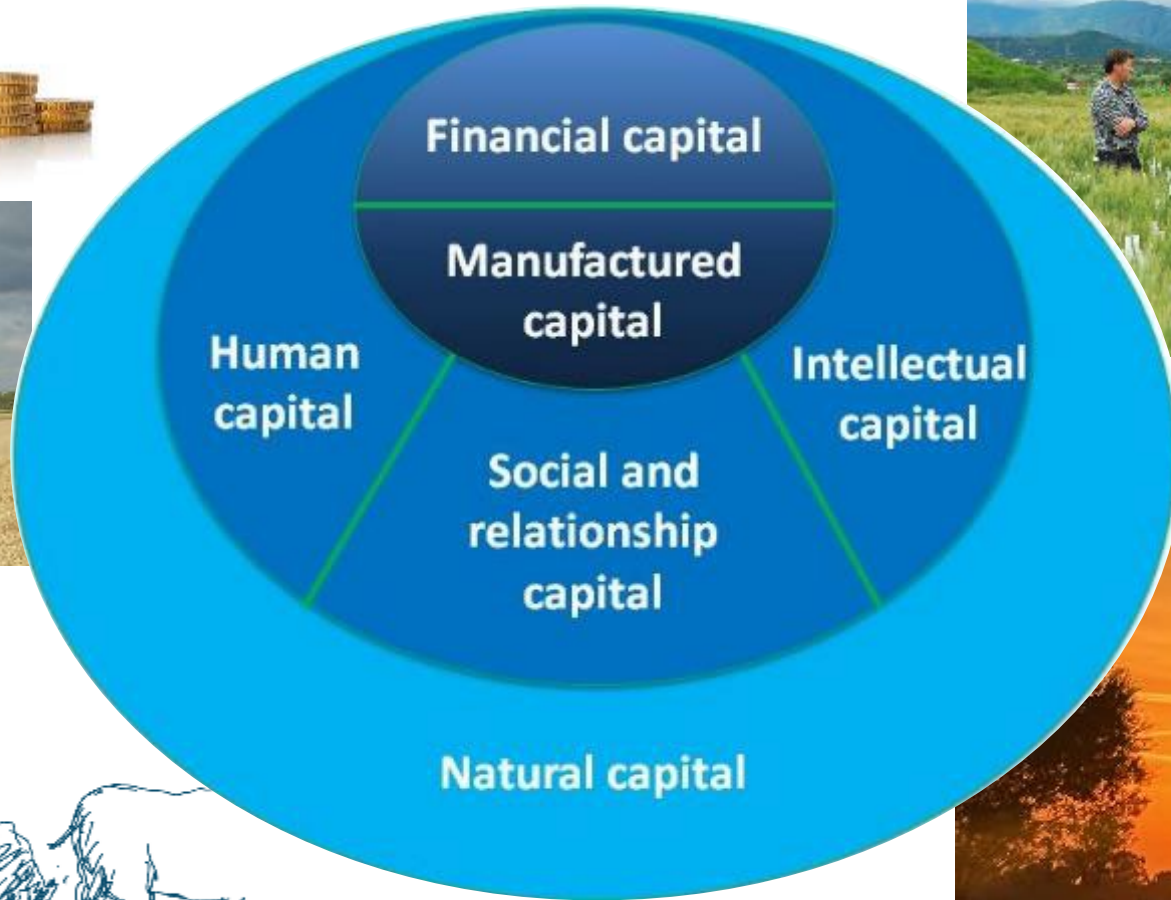 Financial capital
Manufactured
capital
Human
capital
Intellectual
capital
Social and
relationship
capital
Natural capital